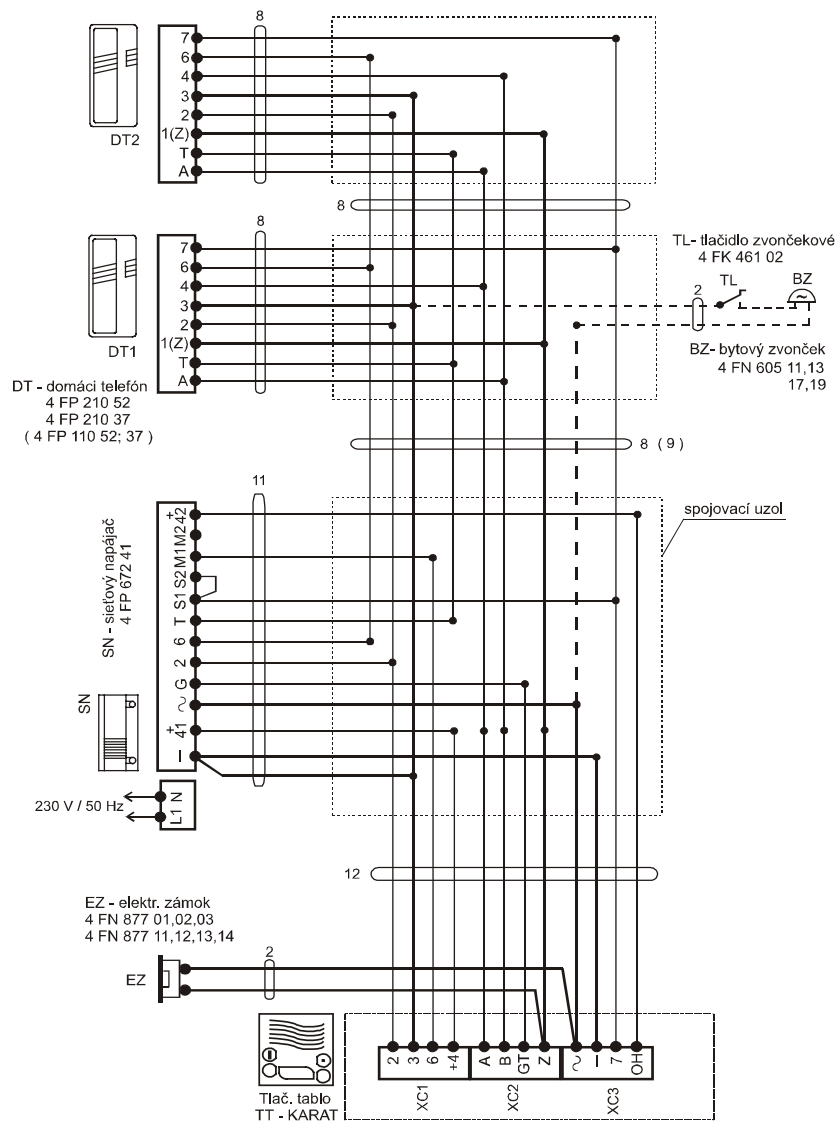 8
7
6
4
3
2
1(Z)
T
A
DT2
8
8
7
6
4
3
2
1(Z)
T
A
DT1
TL- tlačidlo zvončekové
4 FK 461 02
2
TL
BZ
BZ- bytový zvonček
4 FN 605 11,13
17,19
DT - domáci telefón
4 FP 210 52
4 FP 210 37
( 4 FP 110 52; 37 )
8 ( 9 )
11
spojovací uzol
SN - sieťový napájač
4 FP 672 41
+42
M2
M1
S2
S1
T
6
2
G
~
+41
–
SN
230 V / 50 Hz
L1 N
12
EZ - elektr. zámok
4 FN 877 01,02,03
4 FN 877 11,12,13,14
2
EZ
2
3
6
+4
A
B
GT
Z
~
–
7
OH
XC1
XC2
XC3
Tlač. tablo
TT - KARAT